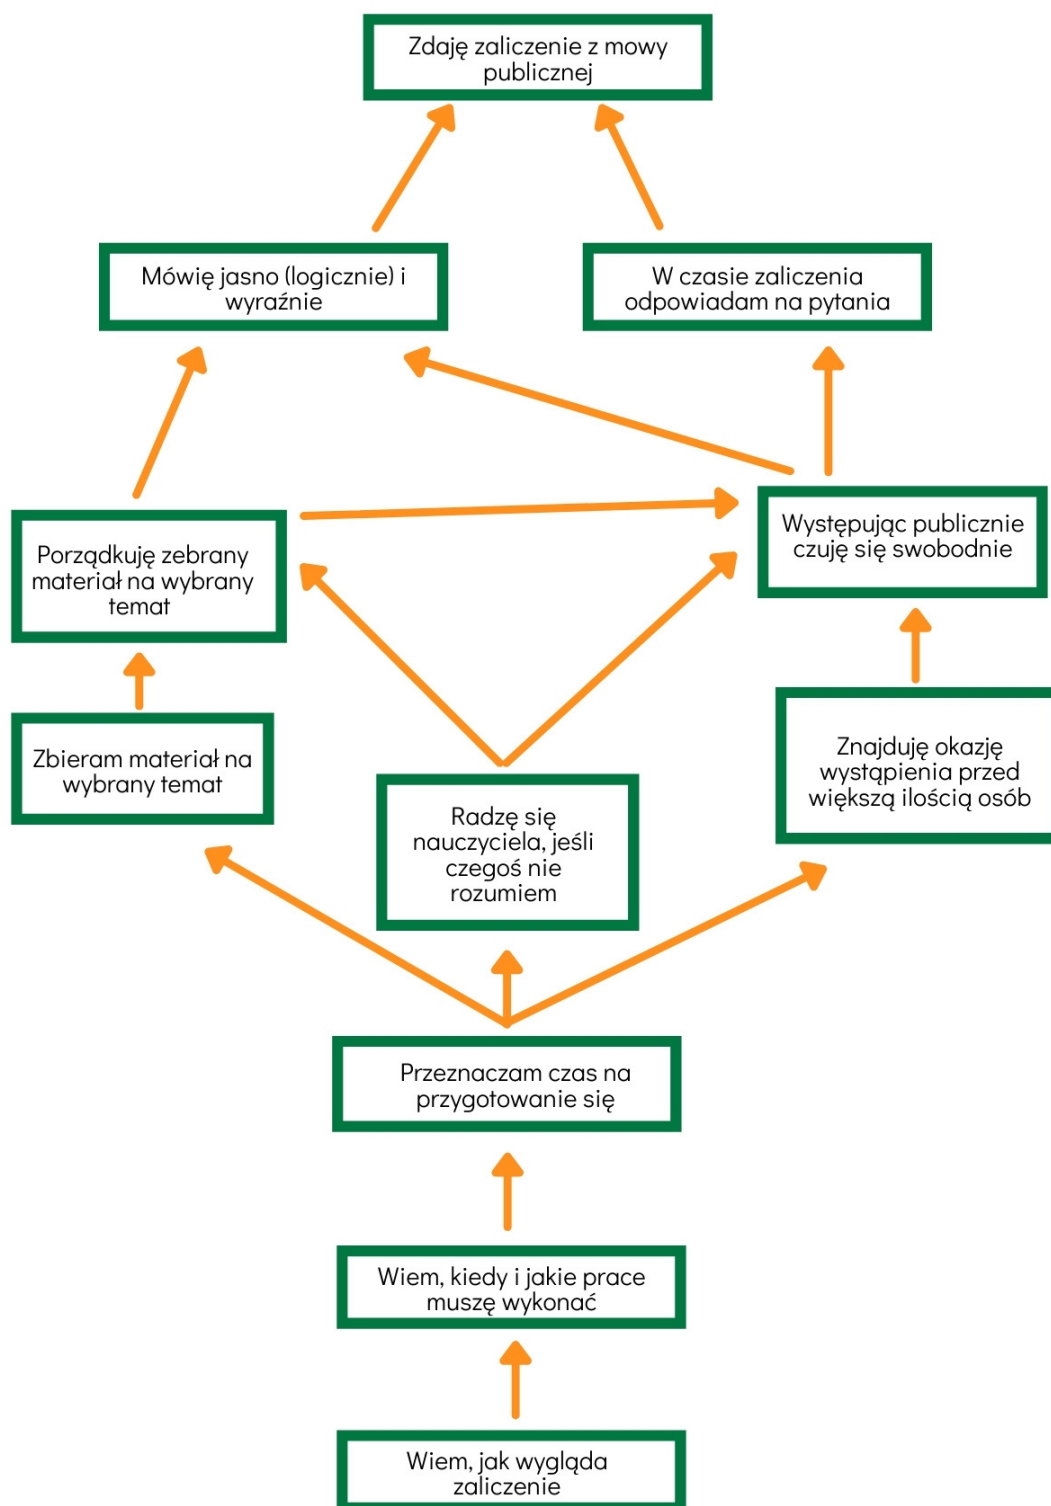 Zdaję zaliczenie z mowy
publicznej
Mówię jasno (logicznie) i
wyraźnie
W czasie zaliczenia
odpowiadam na pytania
Porządkuję zebrany
materiał na wybrany
temat
Występując publicznie
czuję się swobodnie
Zbieram materiał na
wybrany temat
Radzę się
nauczyciela, jeśli
czegoś nie
rozumiem
Znajduję okazję
wystąpienia przed
większą ilością osób
Przeznaczam czas na
przygotowanie się
Wiem, kiedy i jakie prace
muszę wykonać
Wiem, jak wygląda
zaliczenie